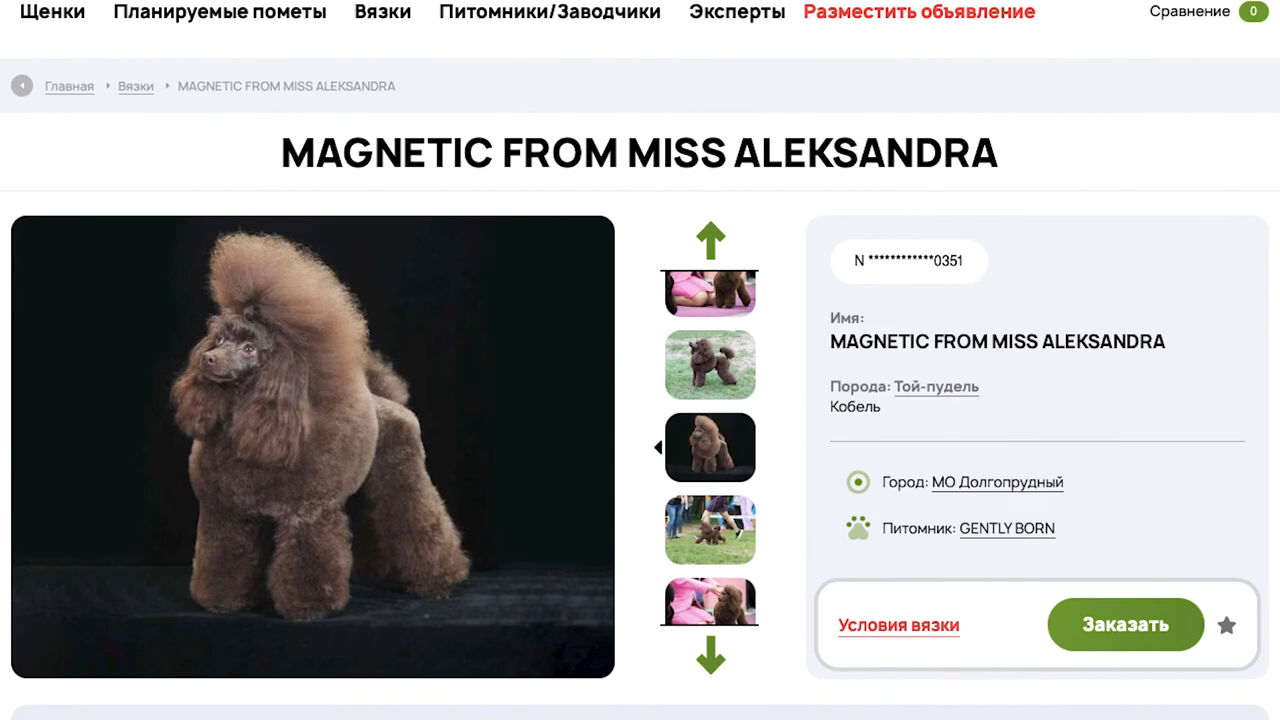 Щенки Планируемые пометы Вязки Питомники/Заводчики Эксперты Разместить объявление Сравнение 0
Главная Вязки MAGNETIC FROM MISS ALEKSANDRA
MAGNETIC FROM MISS ALEKSANDRA
N ************0351
Имя:
MAGNETIC FROM MISS ALEKSANDRA
Порода: Той-пудель
Кобель
Город: МО Долгопрудный
Питомник: GENTLY BORN
Условия вязки Заказать